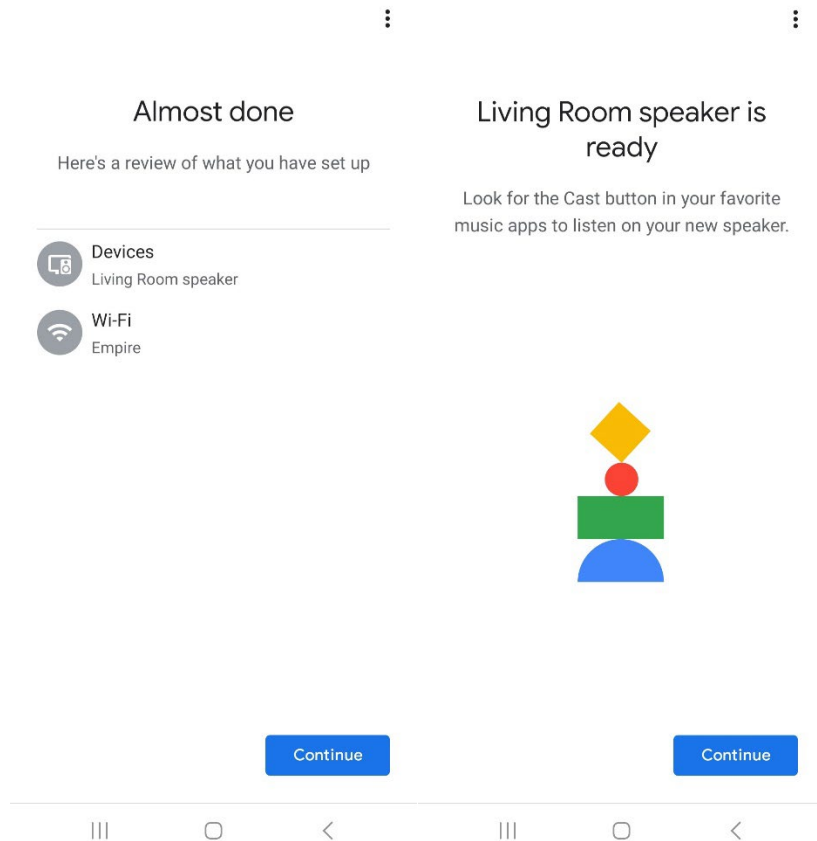 Almost done
Here's a review of what you have set up
Devices
Living Room speaker
Wi-Fi
Empire
Continue
Living Room speaker is
ready
Look for the Cast button in your favorite
music apps to listen on your new speaker.
Continue